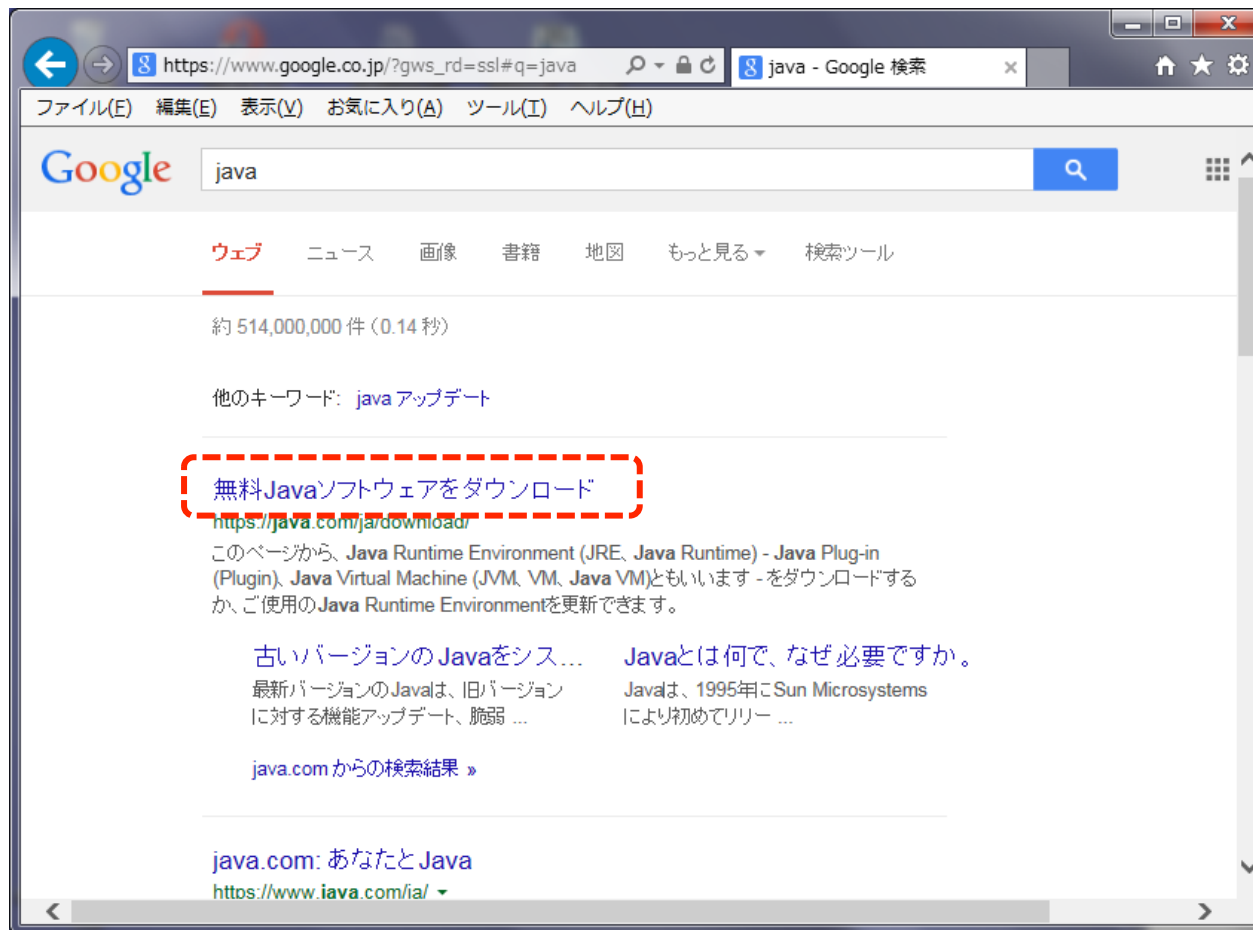 https://www.google.co.jp/?gws_rd=ssl#q=java
java - Google 検索
ファイル(F) 編集(E) 表示(V) お気に入り(A) ツール(T) ヘルプ(H)
Google java
ウェブ ニュース 画像 書籍 地図 もっと見る 検索ツール
約 514,000,000 件 (0.14 秒)
他のキーワード: java アップデート
無料Javaソフトウェアをダウンロード
https://java.com/ja/download/
このページから、Java Runtime Environment (JRE、Java Runtime) - Java Plug-in
(Plugin)、Java Virtual Machine (JVM、VM、Java VM)ともいいます - をダウンロードする
か、ご使用のJava Runtime Environmentを更新できます。
古いバージョンのJavaをシス...
最新バージョンのJavaは、旧バージョン
に対する機能アップデート、脆弱 ...
Javaとは何で、なぜ必要ですか。
Javaは、1995年にSun Microsystems
により初めてリリー ...
java.com からの検索結果 »
java.com: あなたとJava
https://www.java.com/ja/